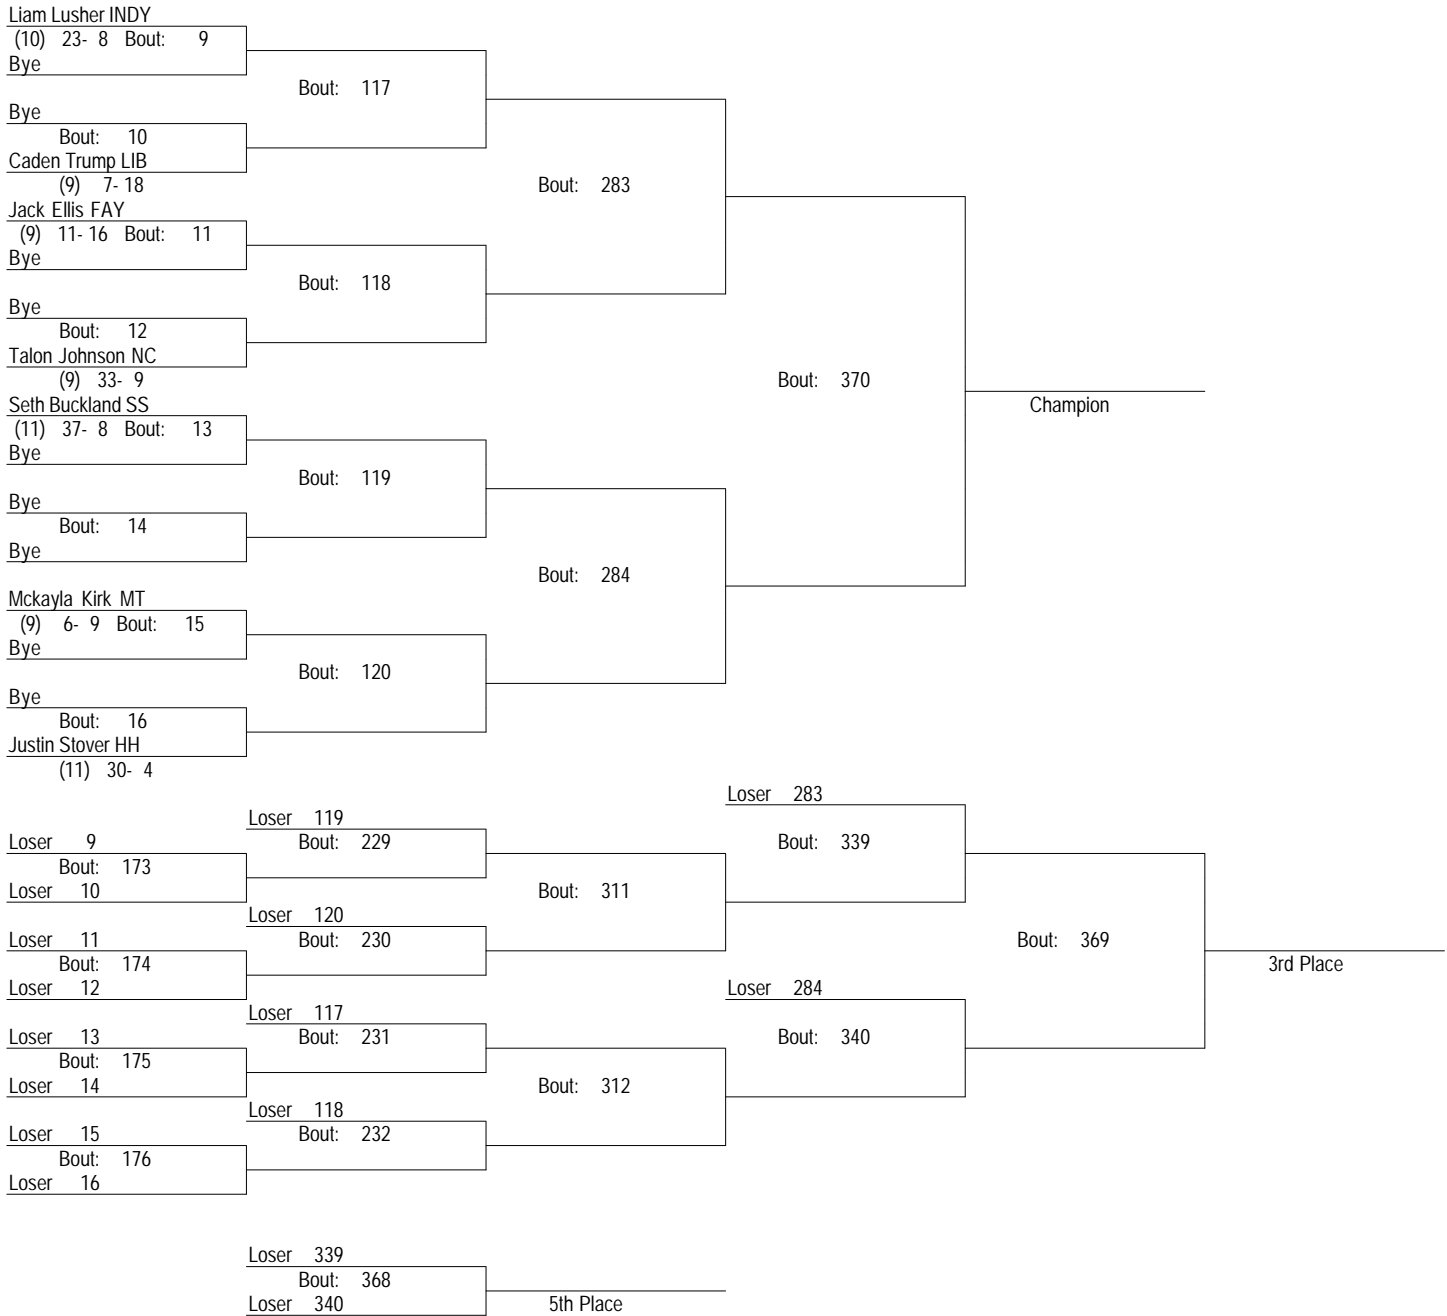 Liam Lusher INDY
(10) 23- 8 Bout: 9
Bye
Bout: 117
Bye
Bout: 10
Caden Trump LIB
(9) 7- 18
Bout: 283
Jack Ellis FAY
(9) 11- 16 Bout: 11
Bye
Bout: 118
Bye
Bout: 12
Talon Johnson NC
(9) 33- 9
Bout: 370
Champion
Seth Buckland SS
(11) 37- 8 Bout: 13
Bye
Bout: 119
Bye
Bout: 14
Bye
Bout: 284
Mckayla Kirk MT
(9) 6- 9 Bout: 15
Bye
Bout: 120
Bye
Bout: 16
Justin Stover HH
(11) 30- 4
Loser 283
Loser 119
Loser 9
Bout: 229
Bout: 339
Bout: 173
Loser 10
Bout: 311
Loser 120
Loser 11
Bout: 230
Bout: 369
Bout: 174
3rd Place
Loser 12
Loser 284
Loser 117
Loser 13
Bout: 231
Bout: 340
Bout: 175
Loser 14
Bout: 312
Loser 118
Loser 15
Bout: 232
Bout: 176
Loser 16
Loser 339
Bout: 368
Loser 340
5th Place